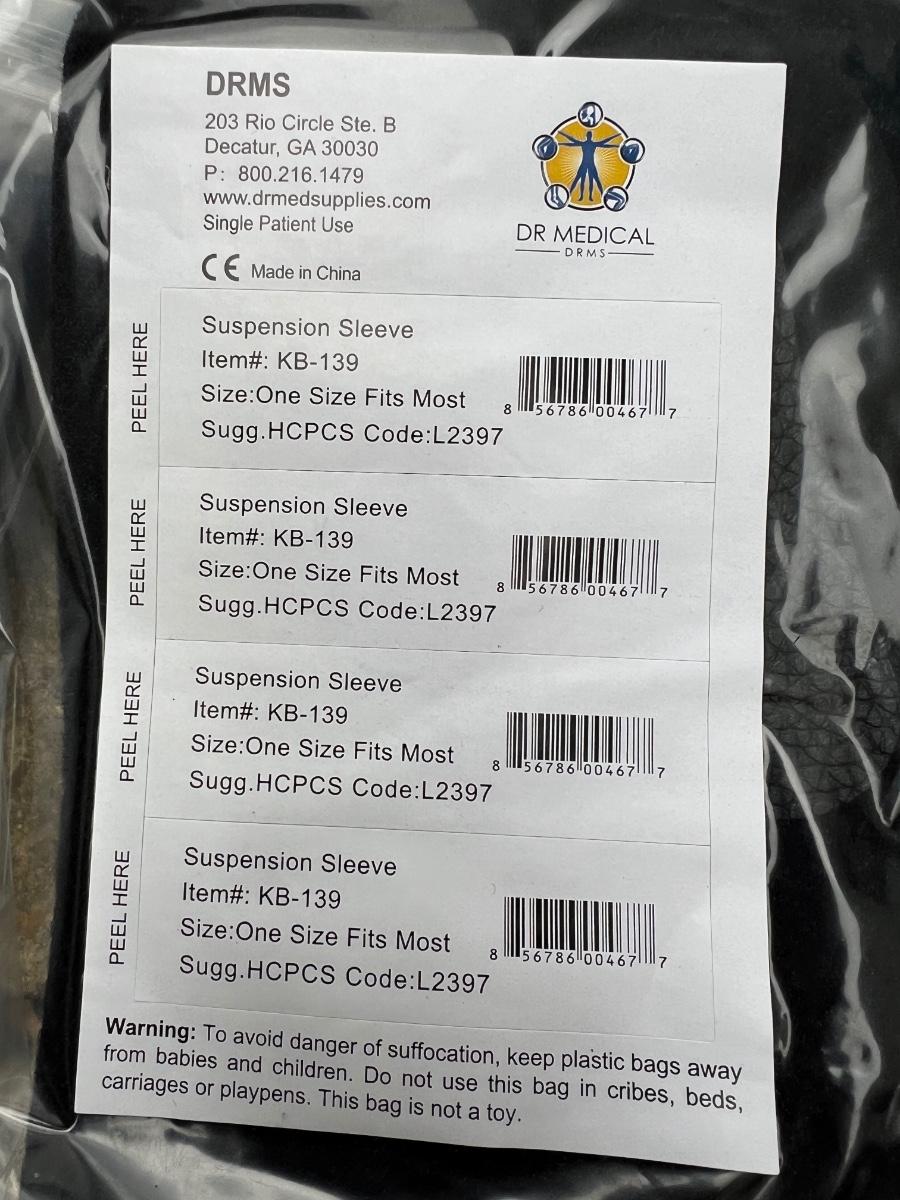 DRMS
203 Rio Circle Ste. B
Decatur, GA 30030
P: 800.216.1479
www.drmedsupplies.com
Single Patient Use
CE Made in China
DR MEDICAL
DRMS
PEEL HERE
Suspension Sleeve
Item#: KB-139
Size:One Size Fits Most
Sugg.HCPCS Code:L2397
8 56786 00467 7
PEEL HERE
Suspension Sleeve
Item#: KB-139
Size:One Size Fits Most
Sugg.HCPCS Code:L2397
8 56786 00467 7
PEEL HERE
Suspension Sleeve
Item#: KB-139
Size:One Size Fits Most
Sugg.HCPCS Code:L2397
8 56786 00467 7
PEEL HERE
Suspension Sleeve
Item#: KB-139
Size:One Size Fits Most
Sugg.HCPCS Code:L2397
8 56786 00467 7
Warning: To avoid danger of suffocation, keep plastic bags away
from babies and children. Do not use this bag in cribes, beds,
carriages or playpens. This bag is not a toy.